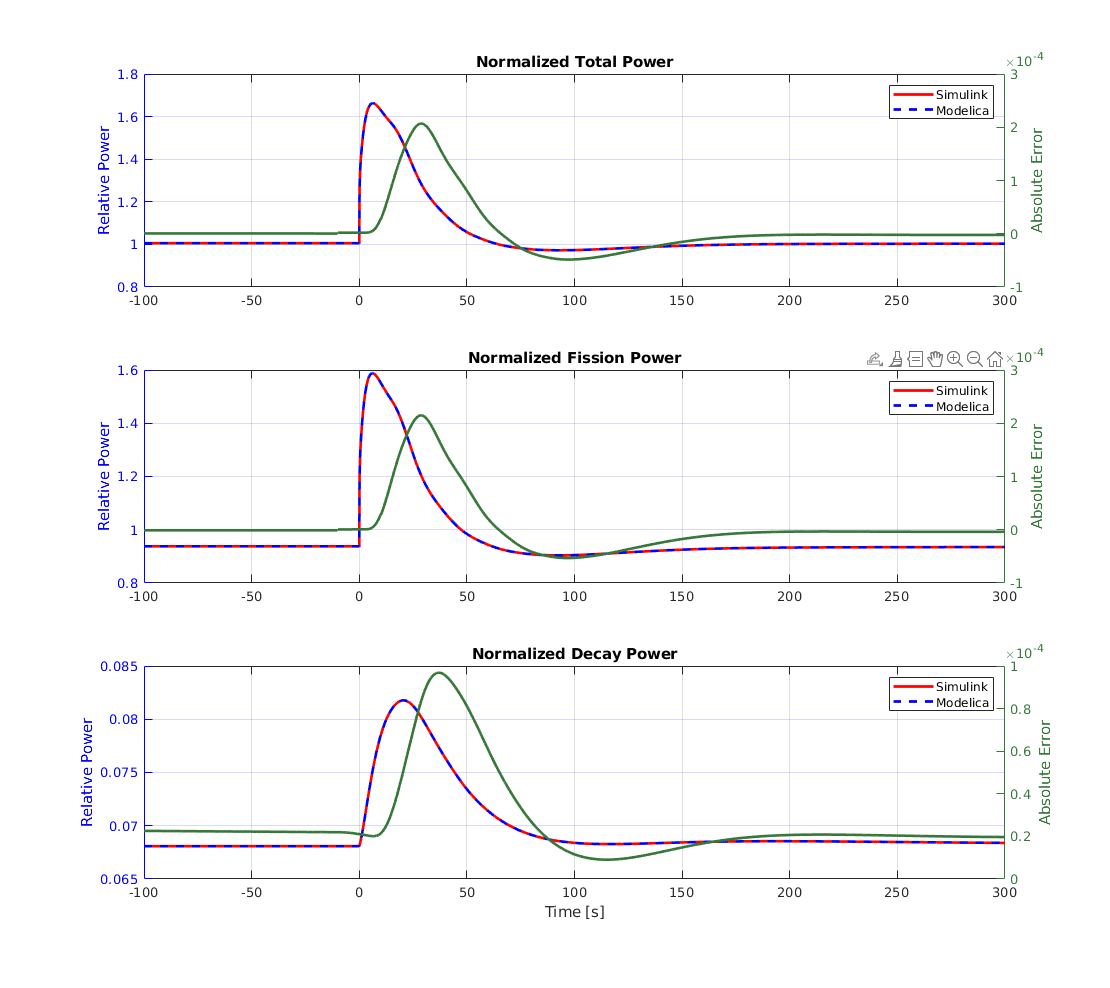 Normalized Total Power
×10-4
1.8
1.6
1.4
1.2
1
0.8
Relative Power
3
2
1
0
-1
Absolute Error
Simulink
Modelica
-100 -50 0 50 100 150 200 250 300
Normalized Fission Power
×10-4
1.6
1.4
1.2
1
0.8
Relative Power
3
2
1
0
-1
Absolute Error
Simulink
Modelica
-100 -50 0 50 100 150 200 250 300
Normalized Decay Power
×10-4
0.085
0.08
0.075
0.07
0.065
Relative Power
1
0.8
0.6
0.4
0.2
0
Absolute Error
Simulink
Modelica
-100 -50 0 50 100 150 200 250 300
Time [s]